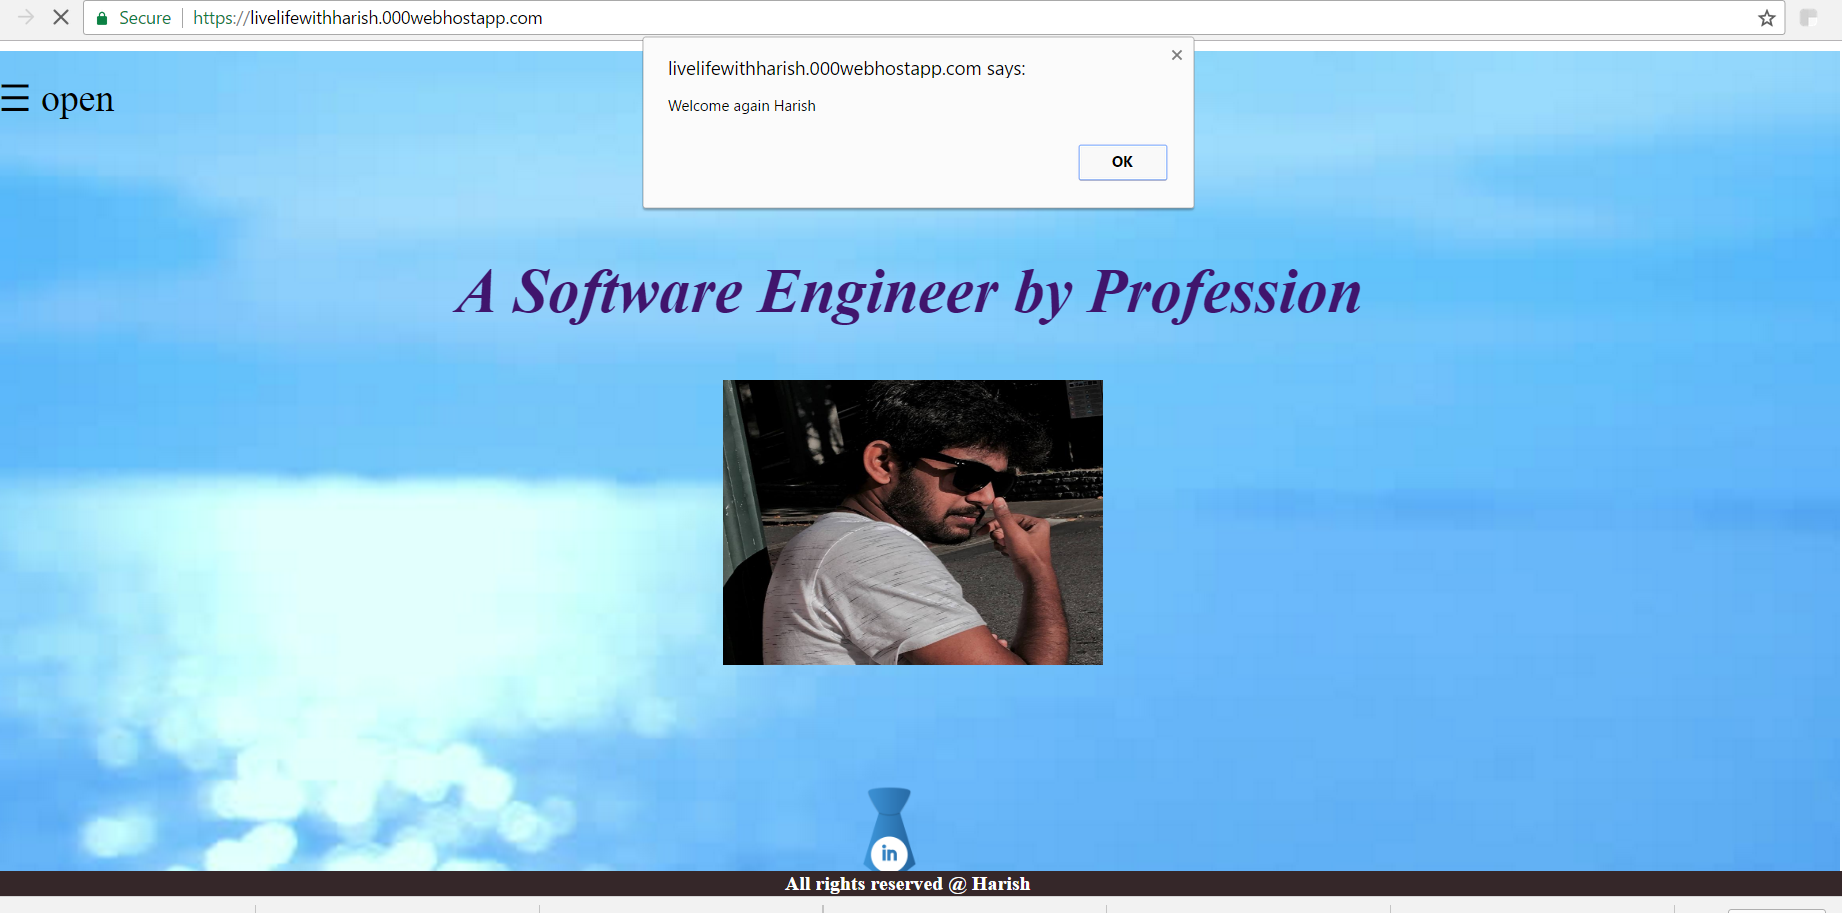 Secure https://livelifewithharish.000webhostapp.com
livelifewithharish.000webhostapp.com says:
Welcome again Harish
OK
☰ open
A Software Engineer by Profession
in
All rights reserved @ Harish